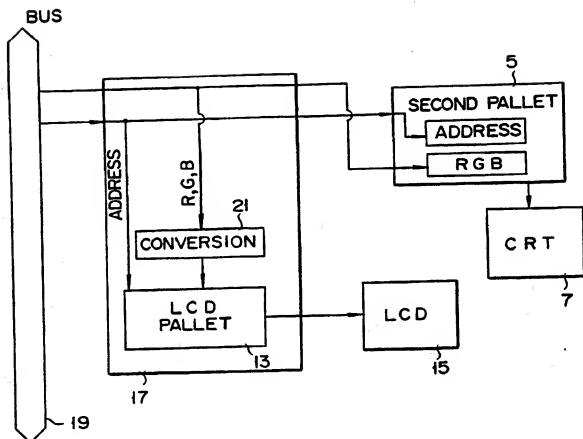 BUS
5
SECOND PALLET
ADDRESS
RGB
ADDRESS
R,G,B
21
CONVERSION
CRT
7
LCD
PALLET
13
LCD
15
17
19